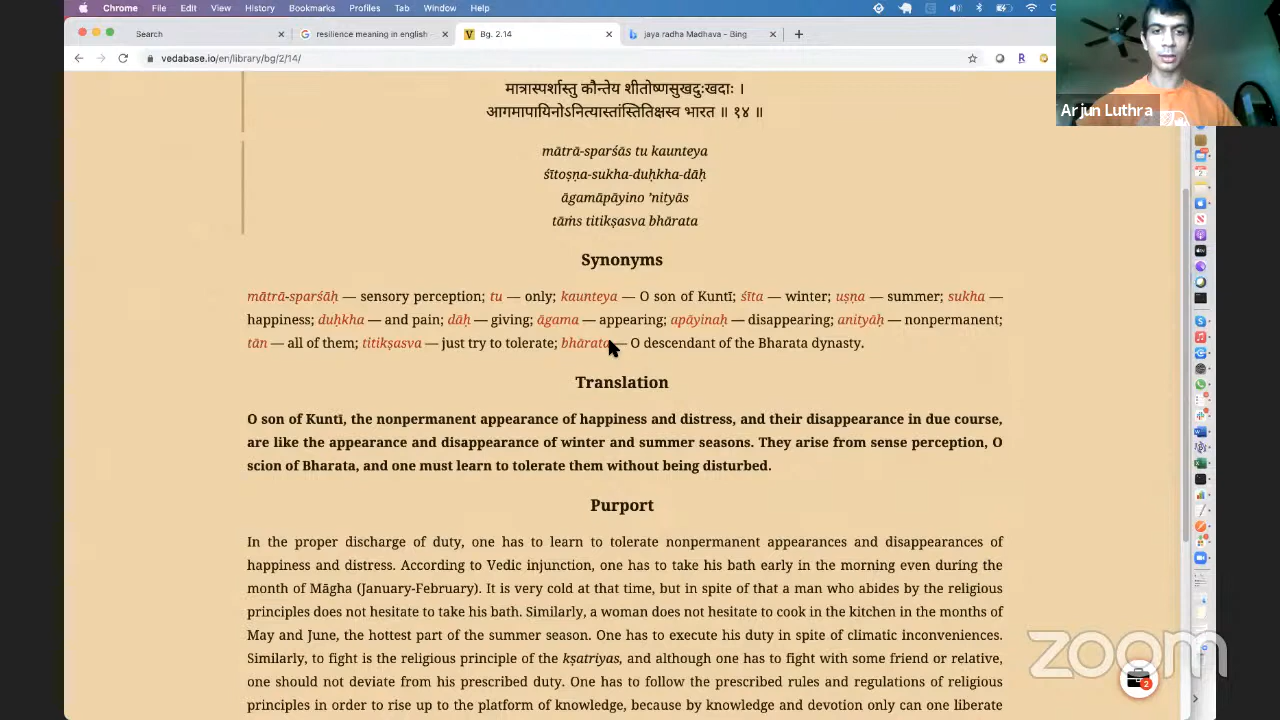 Chrome File Edit View History Bookmarks Profiles Tab Window Help
Search
resilience meaning in english -
Bg. 2.14
jaya radha Madhava – Bing
vedabase.io/en/library/bg/2/14/
Arjun Luthra
मात्रास्पर्शास्तु कौन्तेय शीतोष्णसुखदुःखदाः ।
आगमापायिनोऽनित्यास्तांस्तितिक्षस्व भारत ॥ १४ ॥
mātrā-sparśās tu kaunteya
śītoṣṇa-sukha-duḥkha-dāḥ
āgamāpāyino ’nityās
tāṁs titikṣasva bhārata
Synonyms
mātrā-sparśāḥ — sensory perception; tu — only; kaunteya — O son of Kuntī; śīta — winter; uṣṇa — summer; sukha —
happiness; duḥkha — and pain; dāḥ — giving; āgama — appearing; apāyinaḥ — disappearing; anityāḥ — nonpermanent;
tān — all of them; titikṣasva — just try to tolerate; bhārata — O descendant of the Bharata dynasty.
Translation
O son of Kuntī, the nonpermanent appearance of happiness and distress, and their disappearance in due course,
are like the appearance and disappearance of winter and summer seasons. They arise from sense perception, O
scion of Bharata, and one must learn to tolerate them without being disturbed.
Purport
In the proper discharge of duty, one has to learn to tolerate nonpermanent appearances and disappearances of
happiness and distress. According to Vedic injunction, one has to take his bath early in the morning even during the
month of Māgha (January-February). It is very cold at that time, but in spite of that a man who abides by the religious
principles does not hesitate to take his bath. Similarly, a woman does not hesitate to cook in the kitchen in the months of
May and June, the hottest part of the summer season. One has to execute his duty in spite of climatic inconveniences.
Similarly, to fight is the religious principle of the kṣatriyas, and although one has to fight with some friend or relative,
one should not deviate from his prescribed duty. One has to follow the prescribed rules and regulations of religious
principles in order to rise up to the platform of knowledge, because by knowledge and devotion only can one liberate
zoom
2